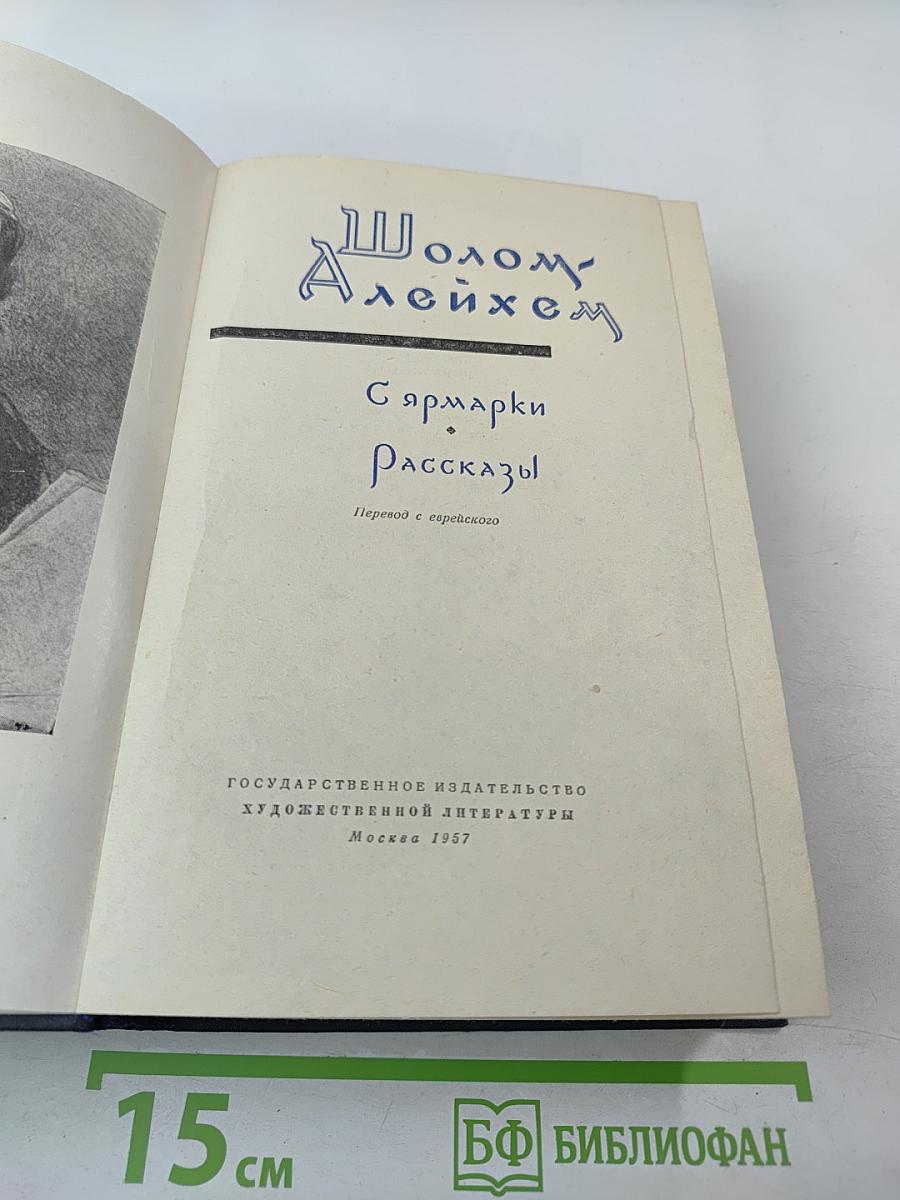 Шолом-
Алейхем
С ярмарки
Рассказы
Перевод с еврейского
ГОСУДАРСТВЕННОЕ ИЗДАТЕЛЬСТВО
ХУДОЖЕСТВЕННОЙ ЛИТЕРАТУРЫ
Москва 1957
15 см
БФ БИБЛИОФАН